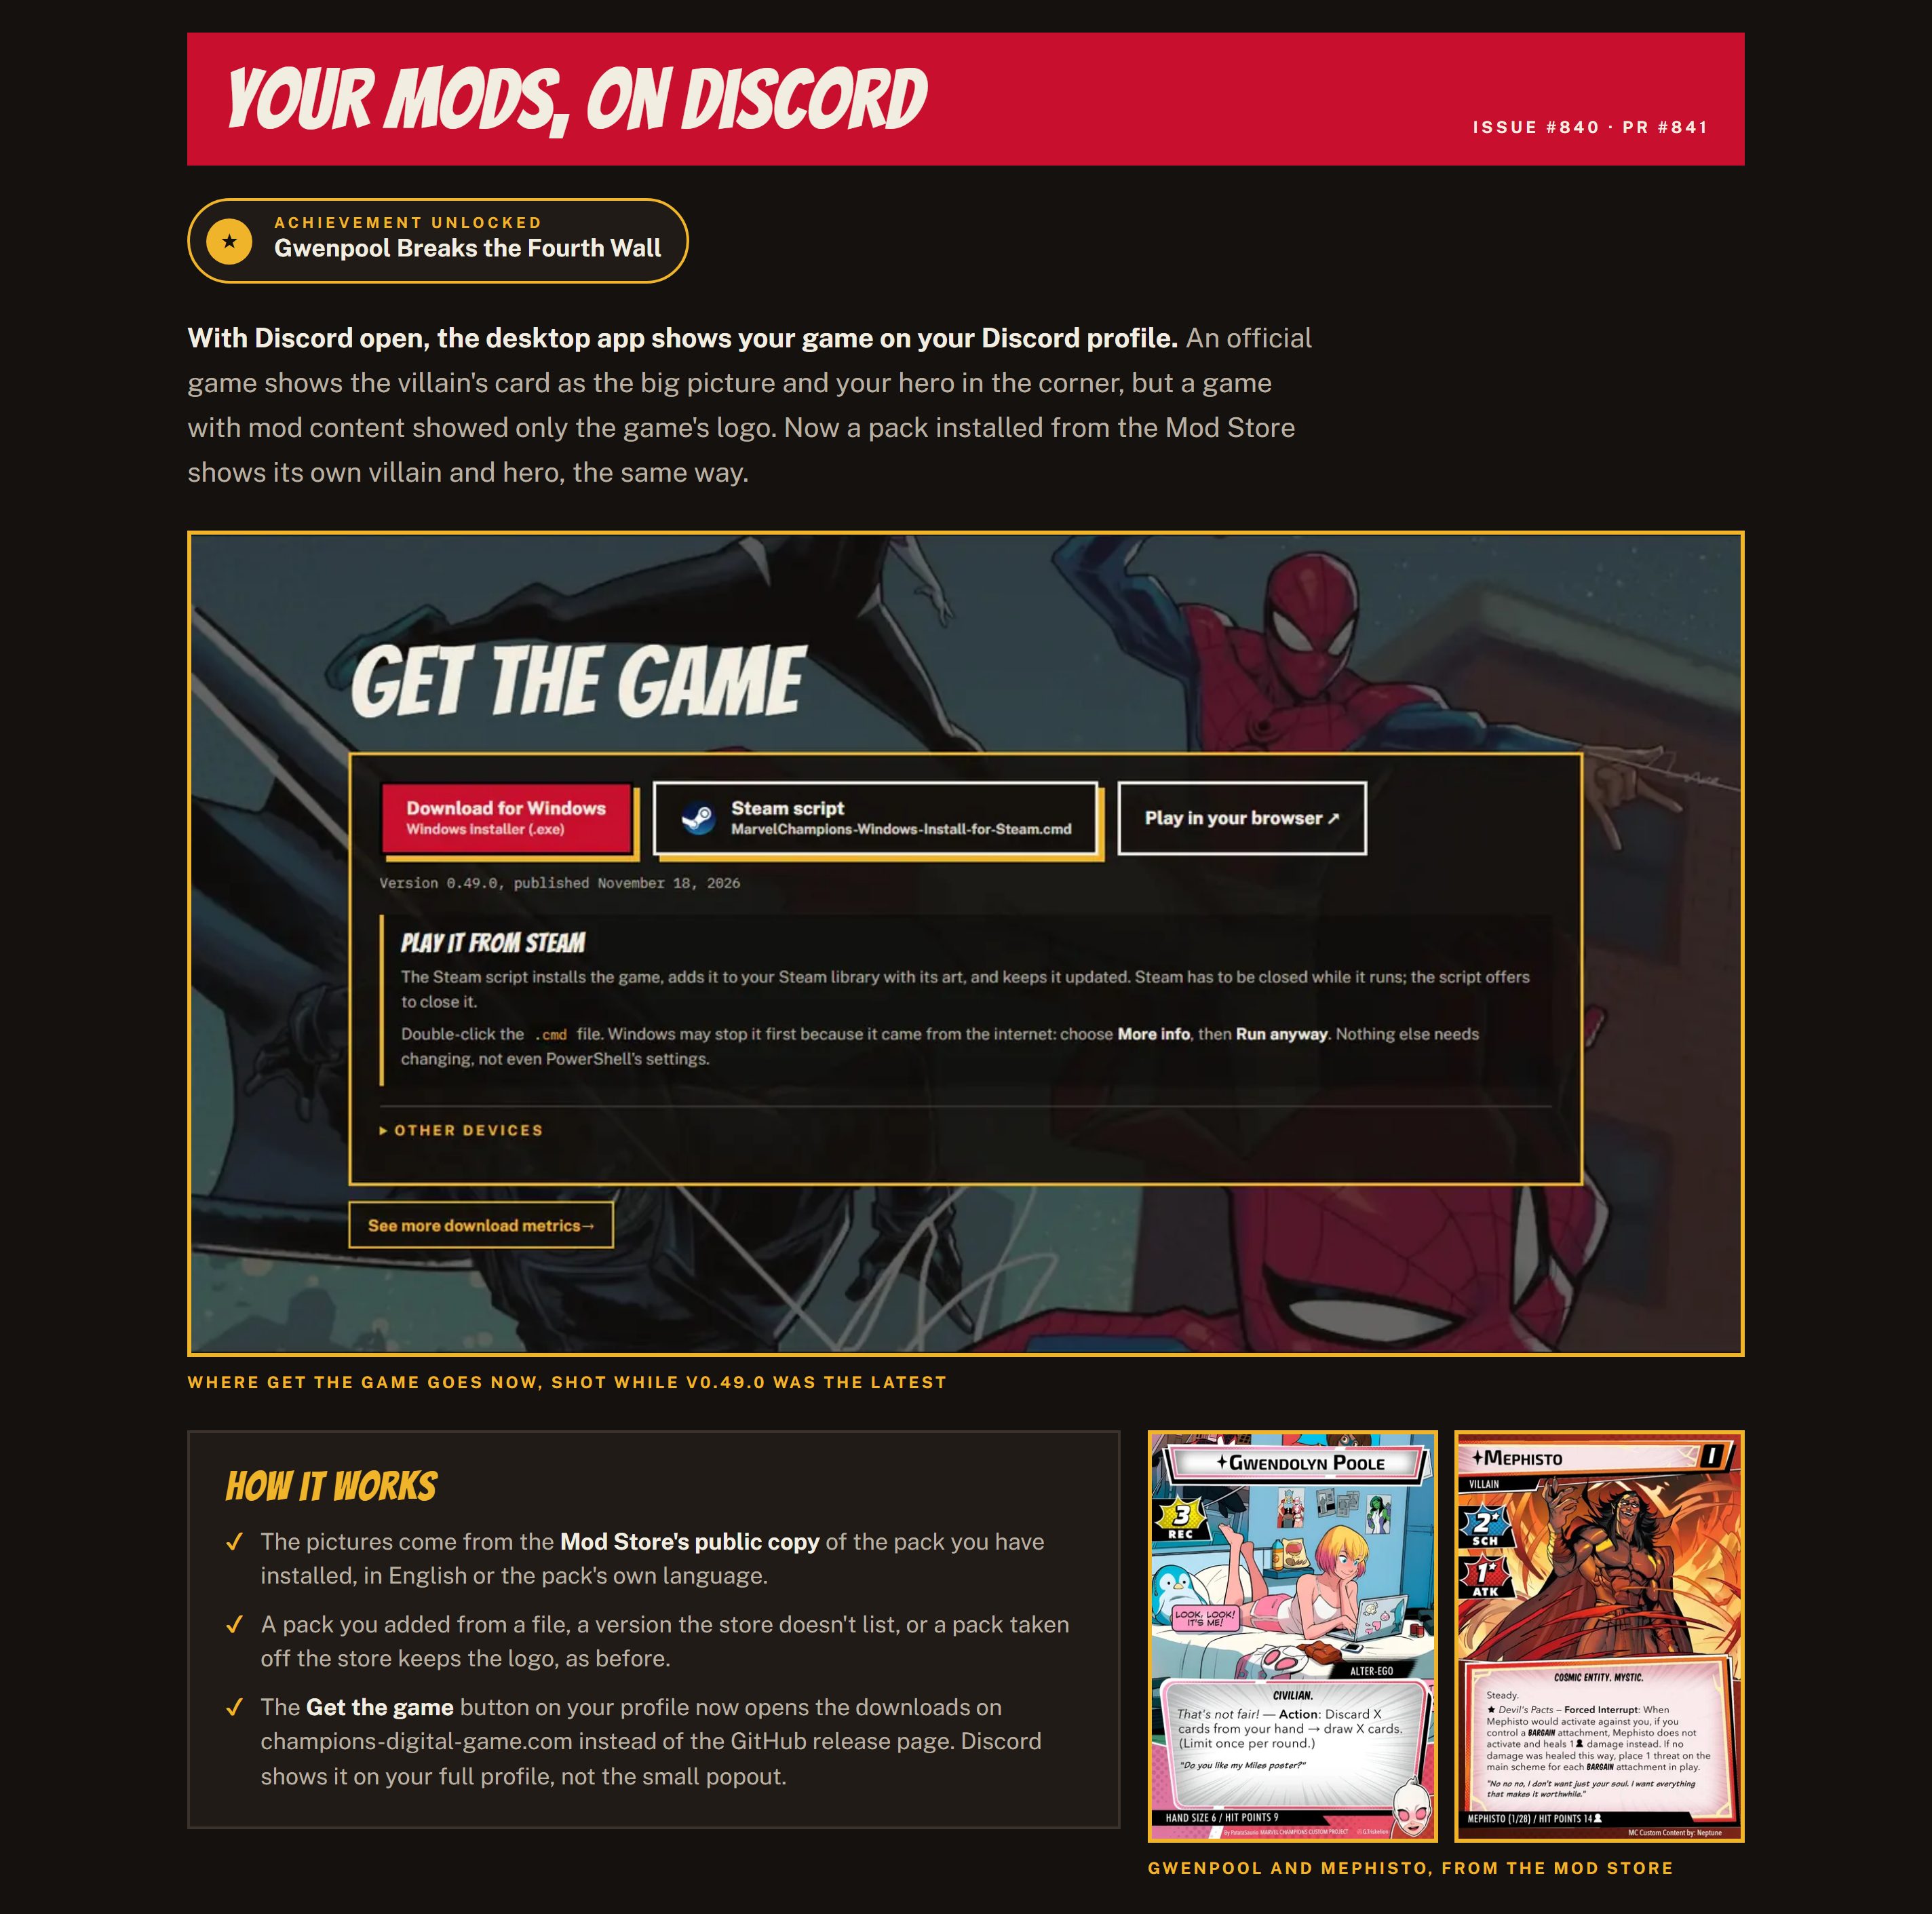 YOUR MODS, ON DISCORD
ISSUE #840 · PR #841
ACHIEVEMENT UNLOCKED
Gwenpool Breaks the Fourth Wall
With Discord open, the desktop app shows your game on your Discord profile. An official
game shows the villain's card as the big picture and your hero in the corner, but a game
with mod content showed only the game's logo. Now a pack installed from the Mod Store
shows its own villain and hero, the same way.
GET THE GAME
Download for Windows
Windows installer (.exe)
Steam script
MarvelChampions-Windows-Install-for-Steam.cmd
Play in your browser ↗
Version 0.49.0, published November 18, 2026
PLAY IT FROM STEAM
The Steam script installs the game, adds it to your Steam library with its art, and keeps it updated. Steam has to be closed while it runs; the script offers
to close it.
Double-click the .cmd file. Windows may stop it first because it came from the internet: choose More info, then Run anyway. Nothing else needs
changing, not even PowerShell's settings.
▸ OTHER DEVICES
See more download metrics→
WHERE GET THE GAME GOES NOW, SHOT WHILE V0.49.0 WAS THE LATEST
HOW IT WORKS
✓ The pictures come from the Mod Store's public copy of the pack you have
installed, in English or the pack's own language.
✓ A pack you added from a file, a version the store doesn't list, or a pack taken
off the store keeps the logo, as before.
✓ The Get the game button on your profile now opens the downloads on
champions-digital-game.com instead of the GitHub release page. Discord
shows it on your full profile, not the small popout.
GWENDOLYN POOLE
3
REC
LOOK, LOOK!
IT'S ME!
ALTER-EGO
CIVILIAN.
That's not fair! — Action: Discard X
cards from your hand → draw X cards.
(Limit once per round.)
"Do you like my Miles poster?"
HAND SIZE 6 / HIT POINTS 9
MARVEL CHAMPIONS CUSTOM PROJECT
MEPHISTO
I
VILLAIN
2*
SCH
1*
ATK
COSMIC ENTITY. MYSTIC.
Steady.
★ Devil's Pacts – Forced Interrupt: When
Mephisto would activate against you, if you
control a BARGAIN attachment, Mephisto does not
activate and heals 1 damage instead. If no
damage was healed this way, place 1 threat on the
main scheme for each BARGAIN attachment in play.
"No no no, I don't want just your soul. I want everything
that makes it worthwhile."
MEPHISTO (1/28) / HIT POINTS 14
MC Custom Content by: Neptune
GWENPOOL AND MEPHISTO, FROM THE MOD STORE